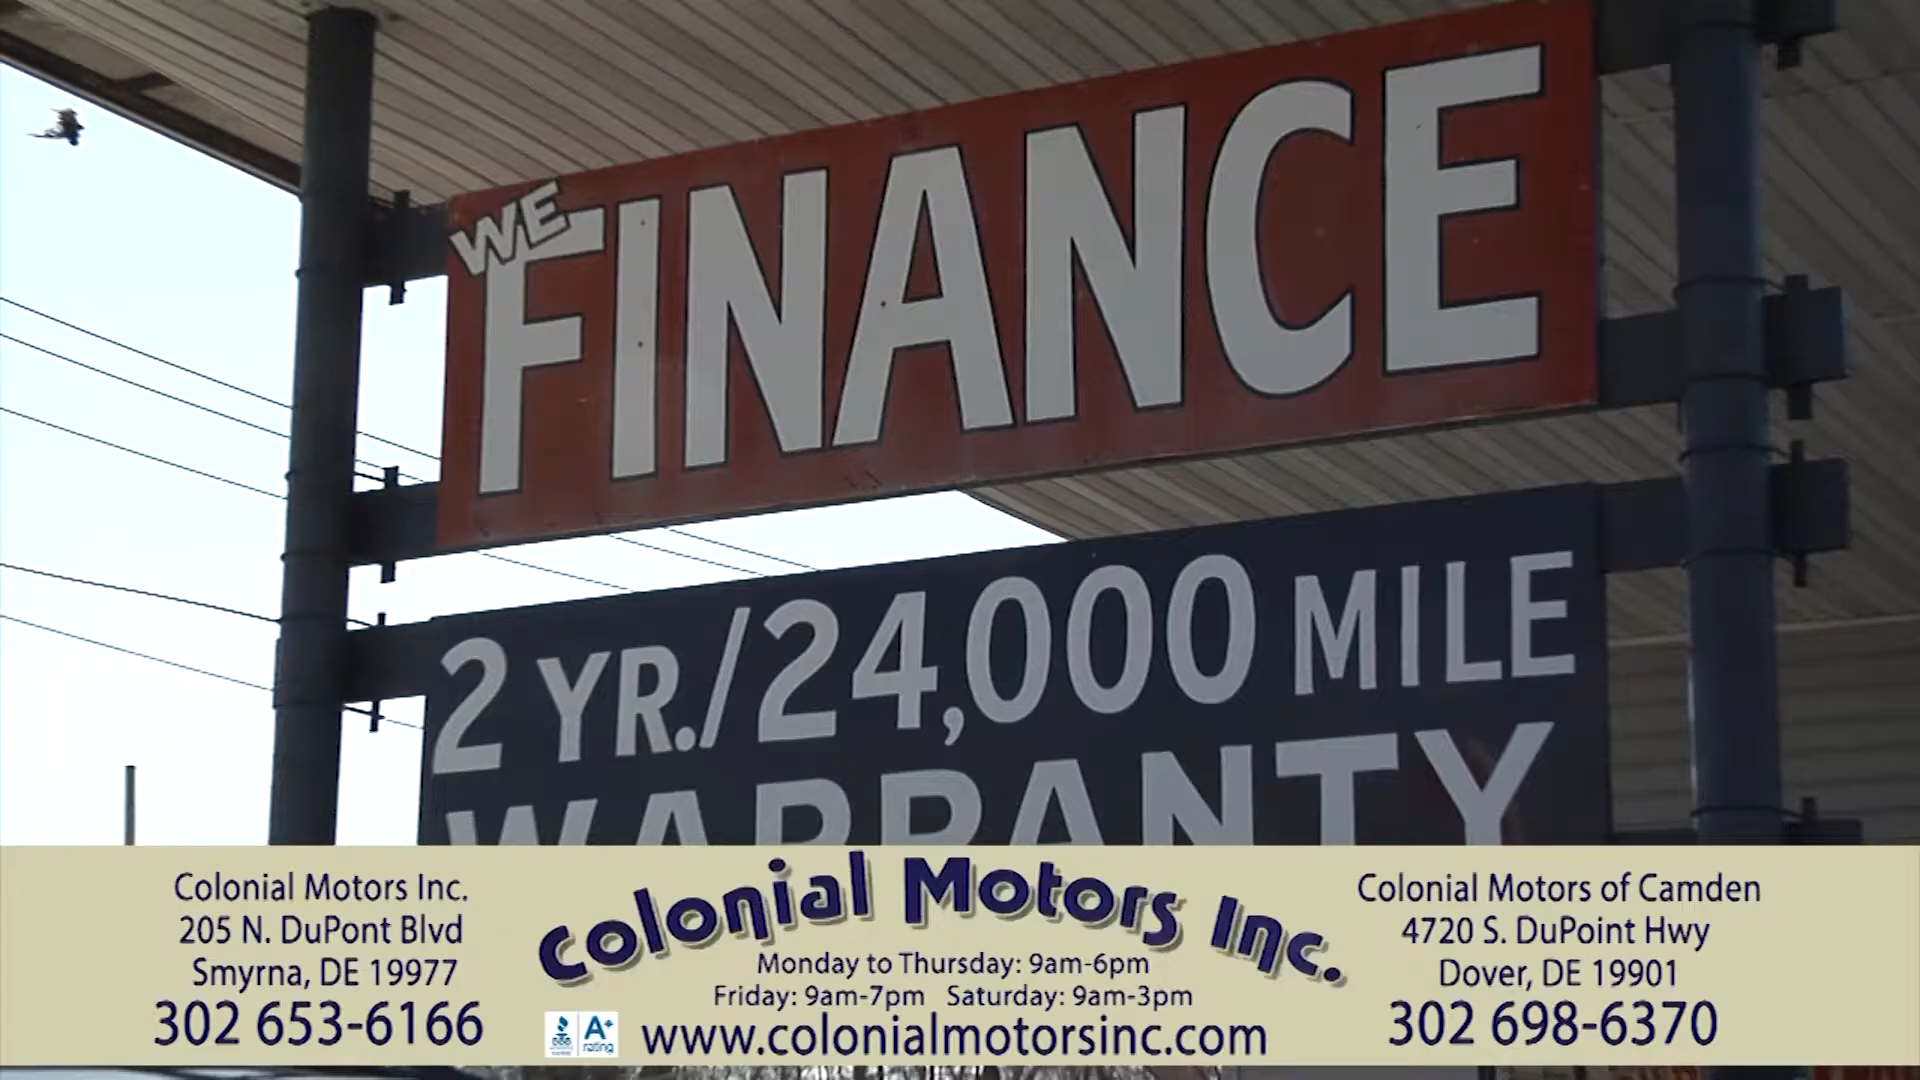 WE
FINANCE
2 YR./24,000 MILE
WARRANTY
Colonial Motors Inc.
205 N. DuPont Blvd
Smyrna, DE 19977
302 653-6166
Colonial Motors Inc.
Monday to Thursday: 9am-6pm
Friday: 9am-7pm Saturday: 9am-3pm
A+
rating
www.colonialmotorsinc.com
Colonial Motors of Camden
4720 S. DuPoint Hwy
Dover, DE 19901
302 698-6370